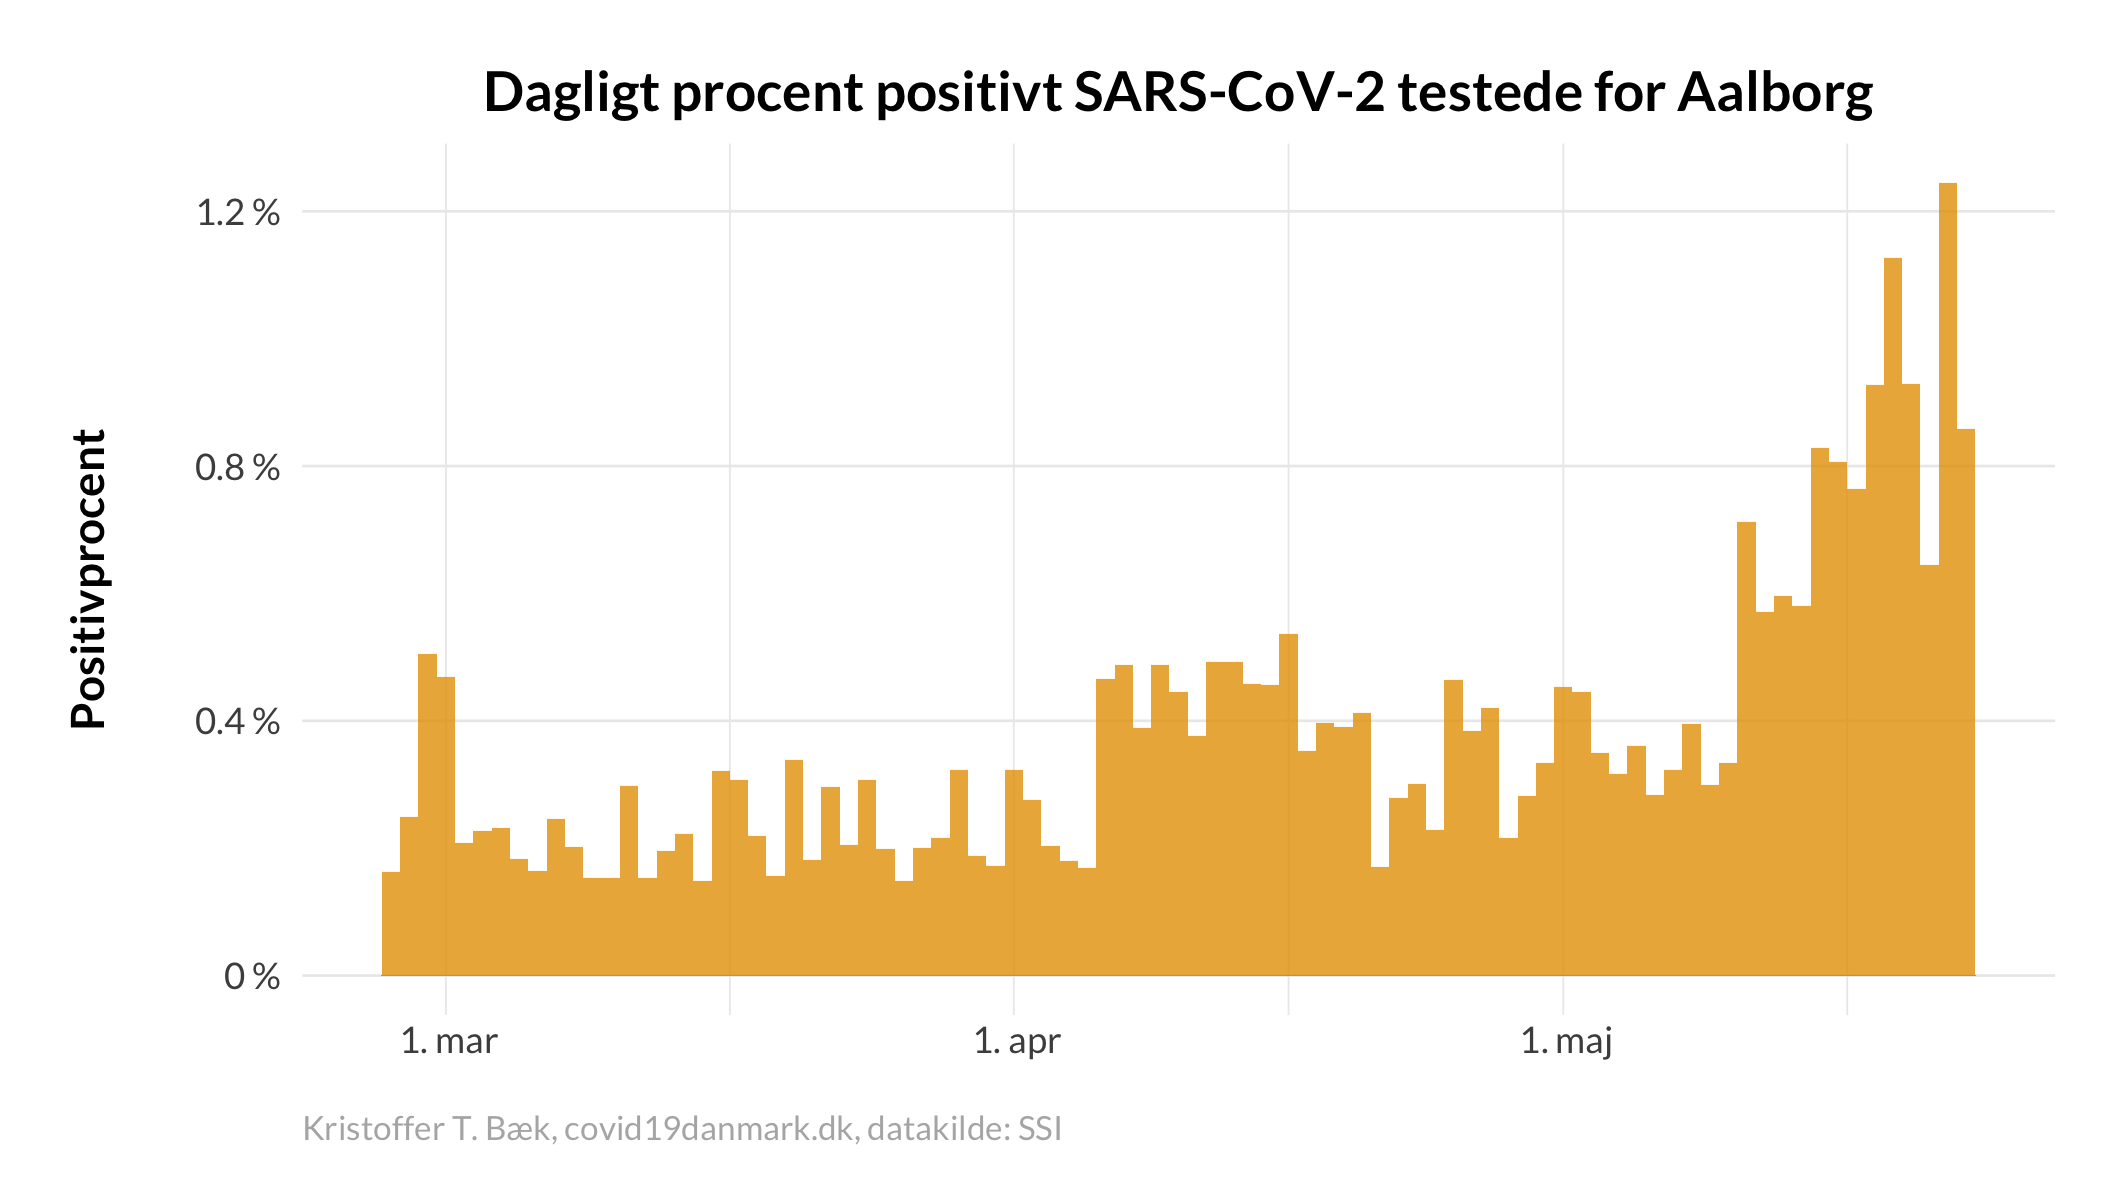 Dagligt procent positivt SARS-CoV-2 testede for Aalborg
Positivprocent
1.2 %
0.8 %
0.4 %
0 %
1. mar
1. apr
1. maj
Kristoffer T. Bæk, covid19danmark.dk, datakilde: SSI